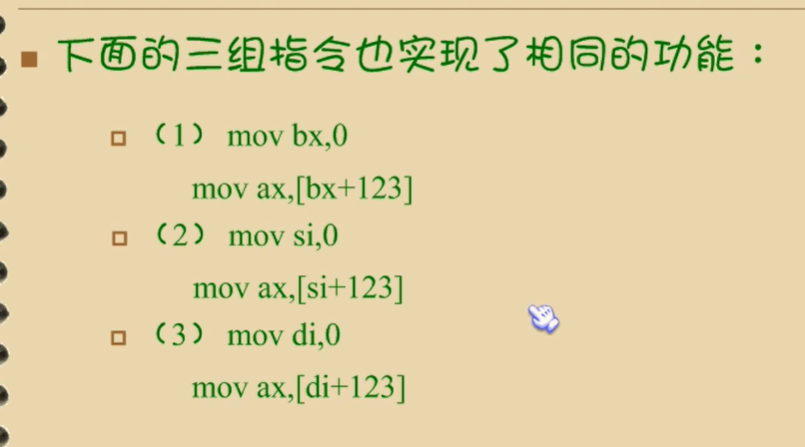 下面的三组指令也实现了相同的功能：
（1） mov bx,0
mov ax,[bx+123]
（2） mov si,0
mov ax,[si+123]
（3） mov di,0
mov ax,[di+123]